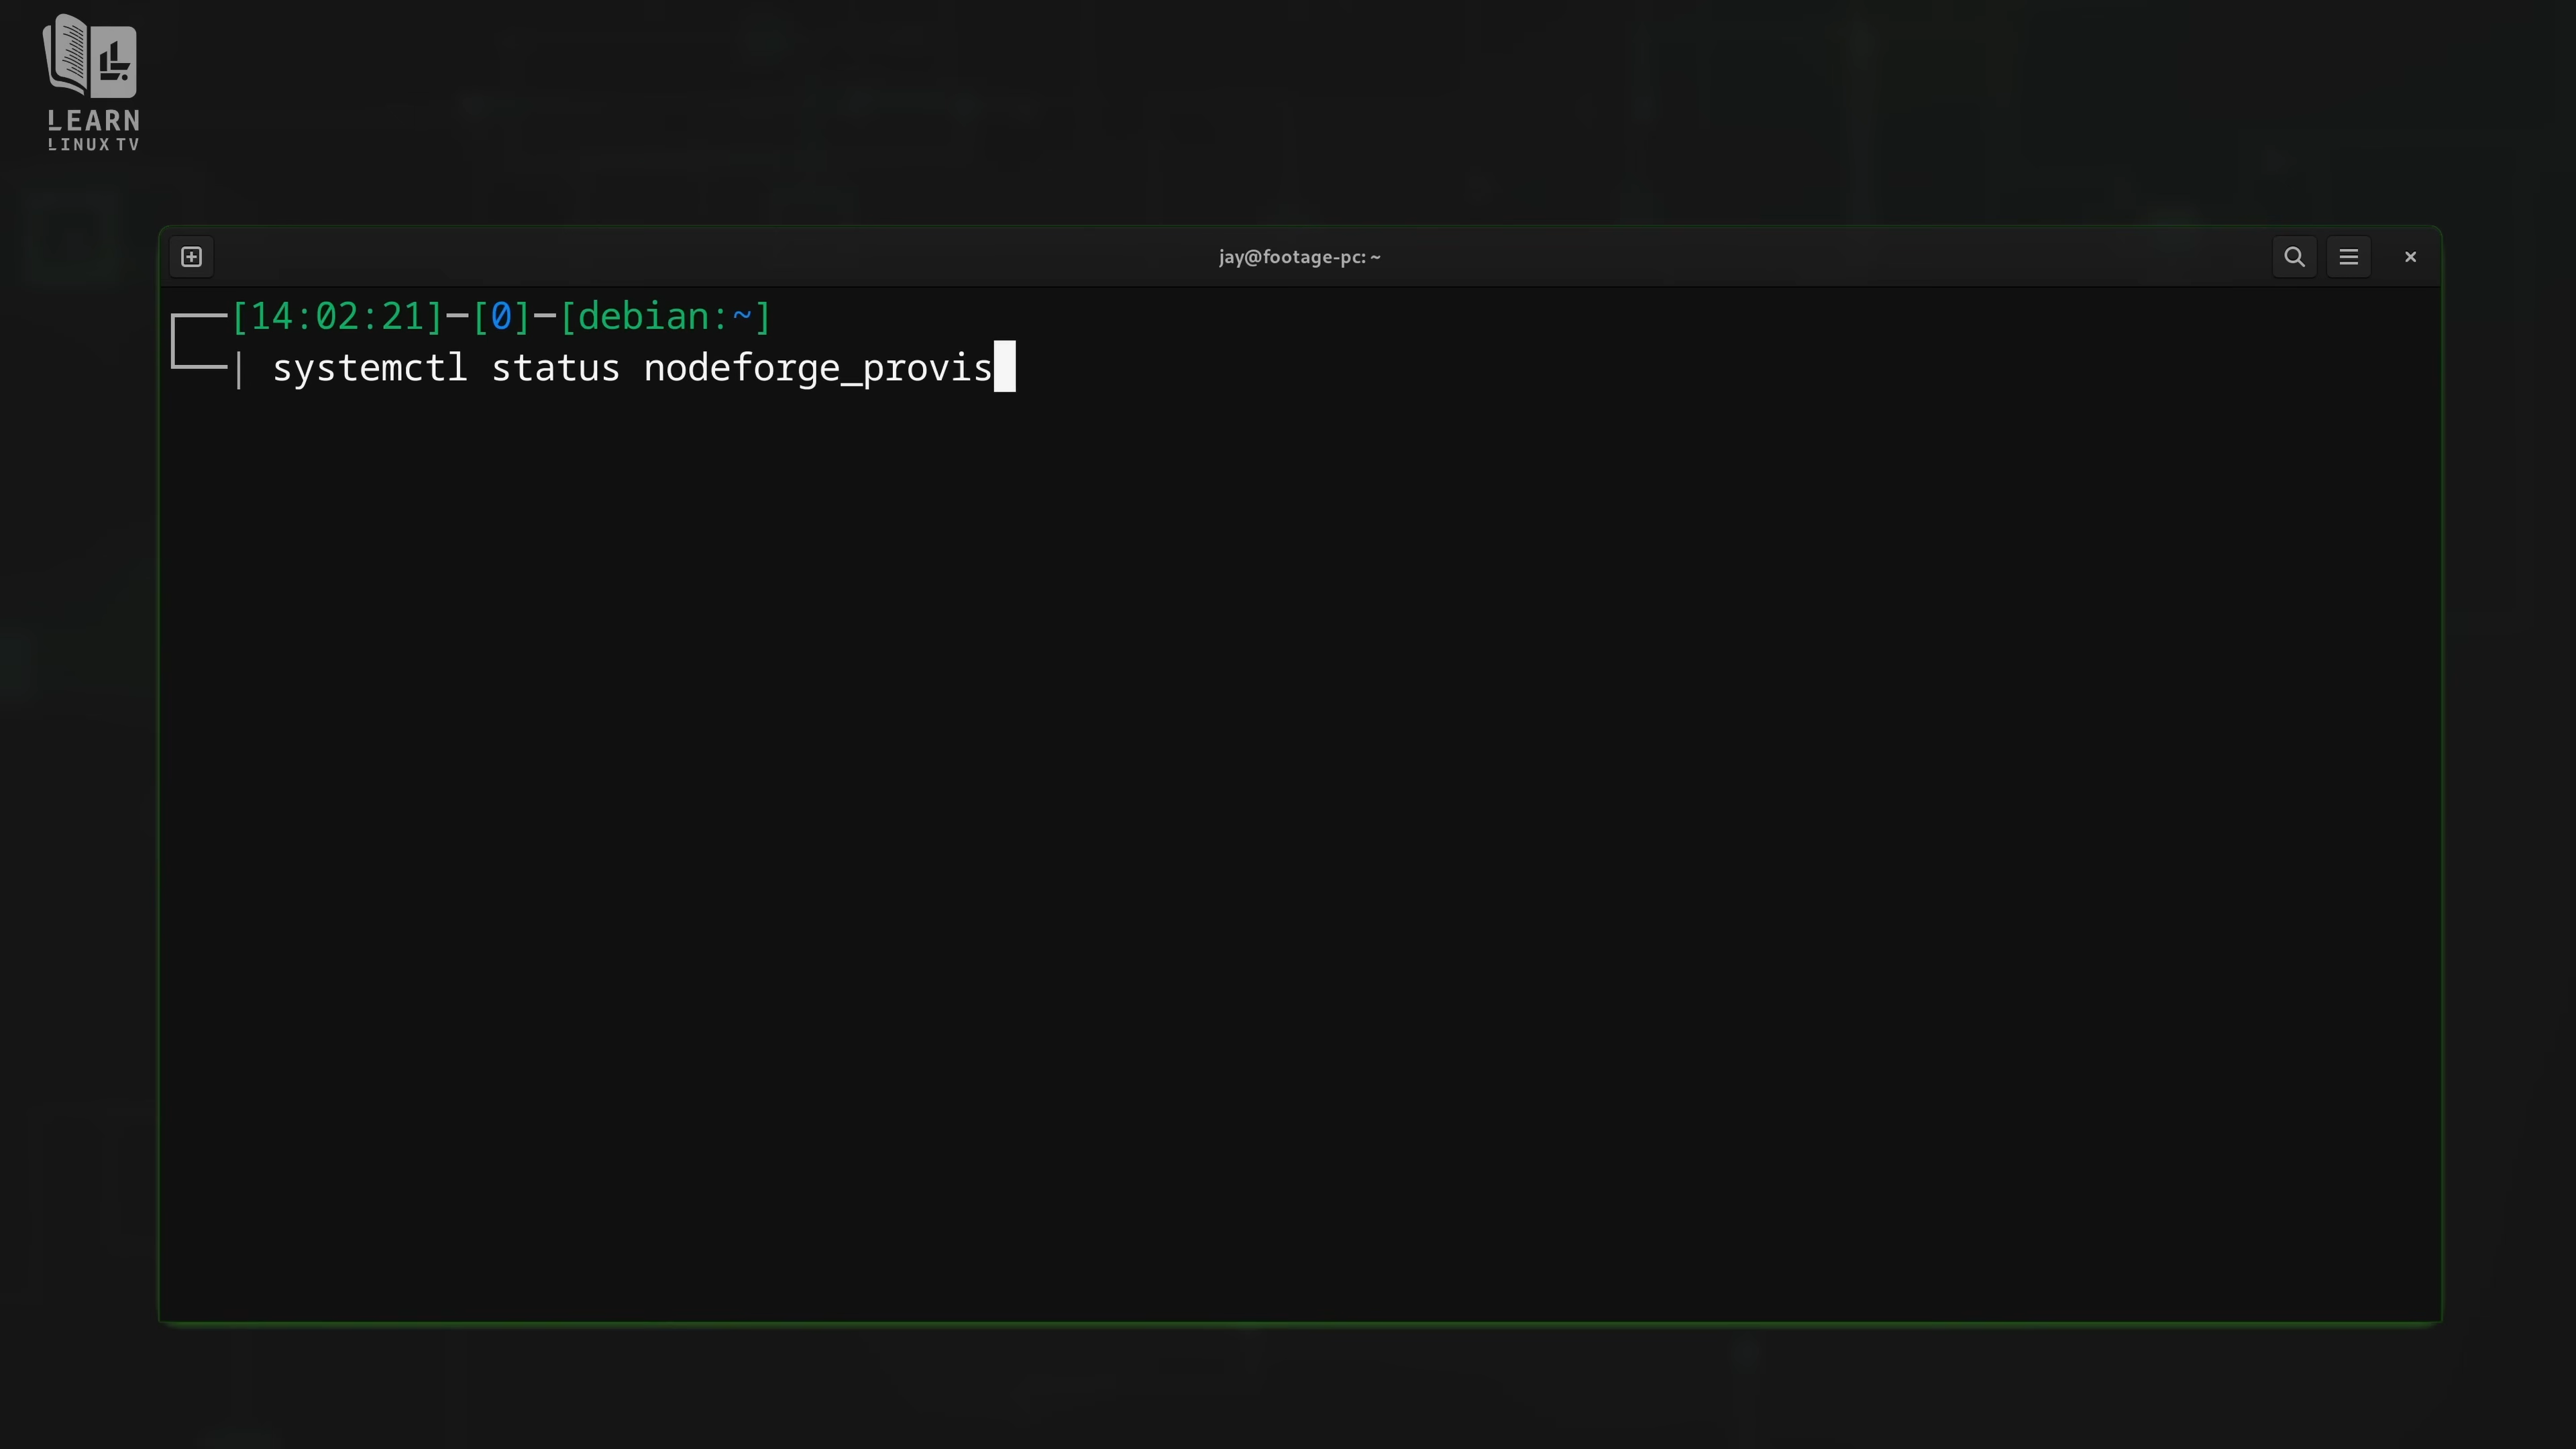 LEARN
LINUX TV
jay@footage-pc: ~
[14:02:21]─[0]─[debian:~]
| systemctl status nodeforge_provis